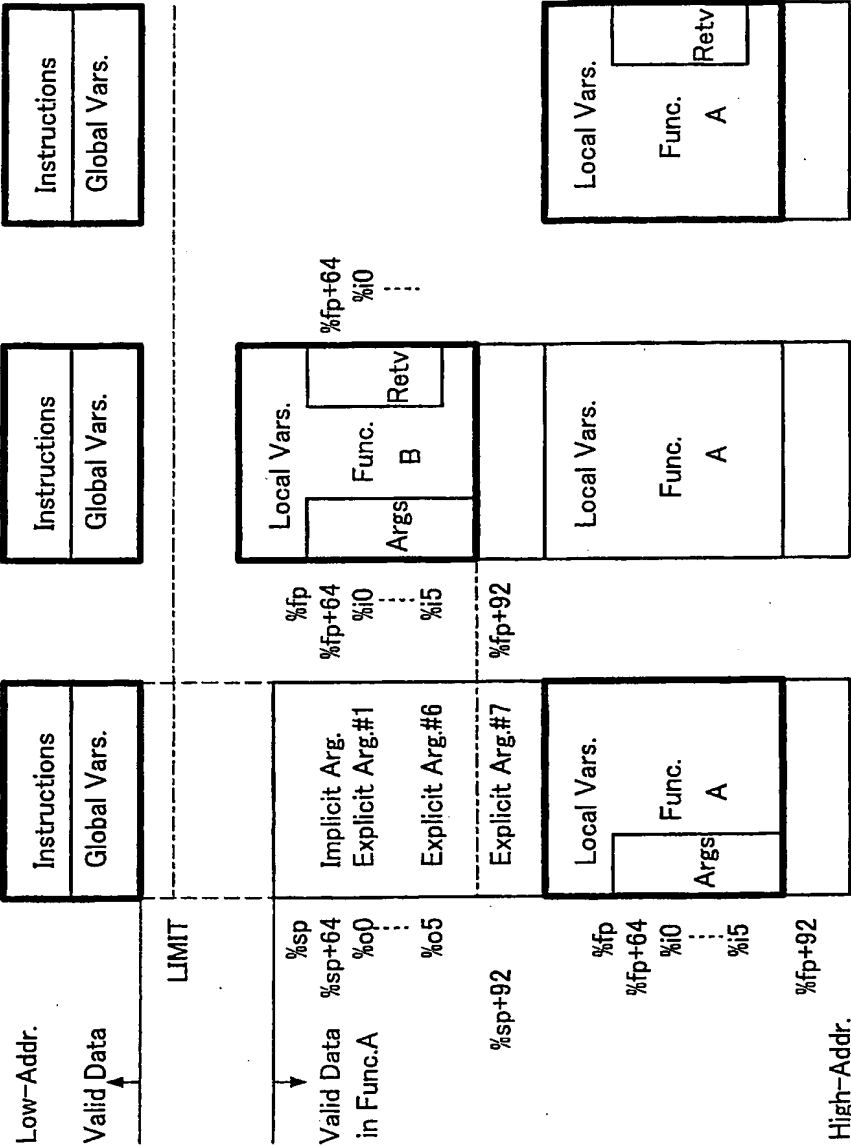 Low-Addr.
Valid Data
LIMIT
Valid Data
in Func.A
%sp
%sp+64
%o0
%o5
%sp+92
%fp
%fp+64
%i0
%i5
%fp+92
High-Addr.
Instructions
Global Vars.
Implicit Arg.
Explicit Arg.#1
Explicit Arg.#6
Explicit Arg.#7
Local Vars.
Func.
A
Args
%fp
%fp+64
%i0
%i5
%fp+92
Instructions
Global Vars.
Local Vars.
Func.
B
Args
Retv
Local Vars.
Func.
A
%fp+64
%i0
Instructions
Global Vars.
Local Vars.
Func.
A
Retv